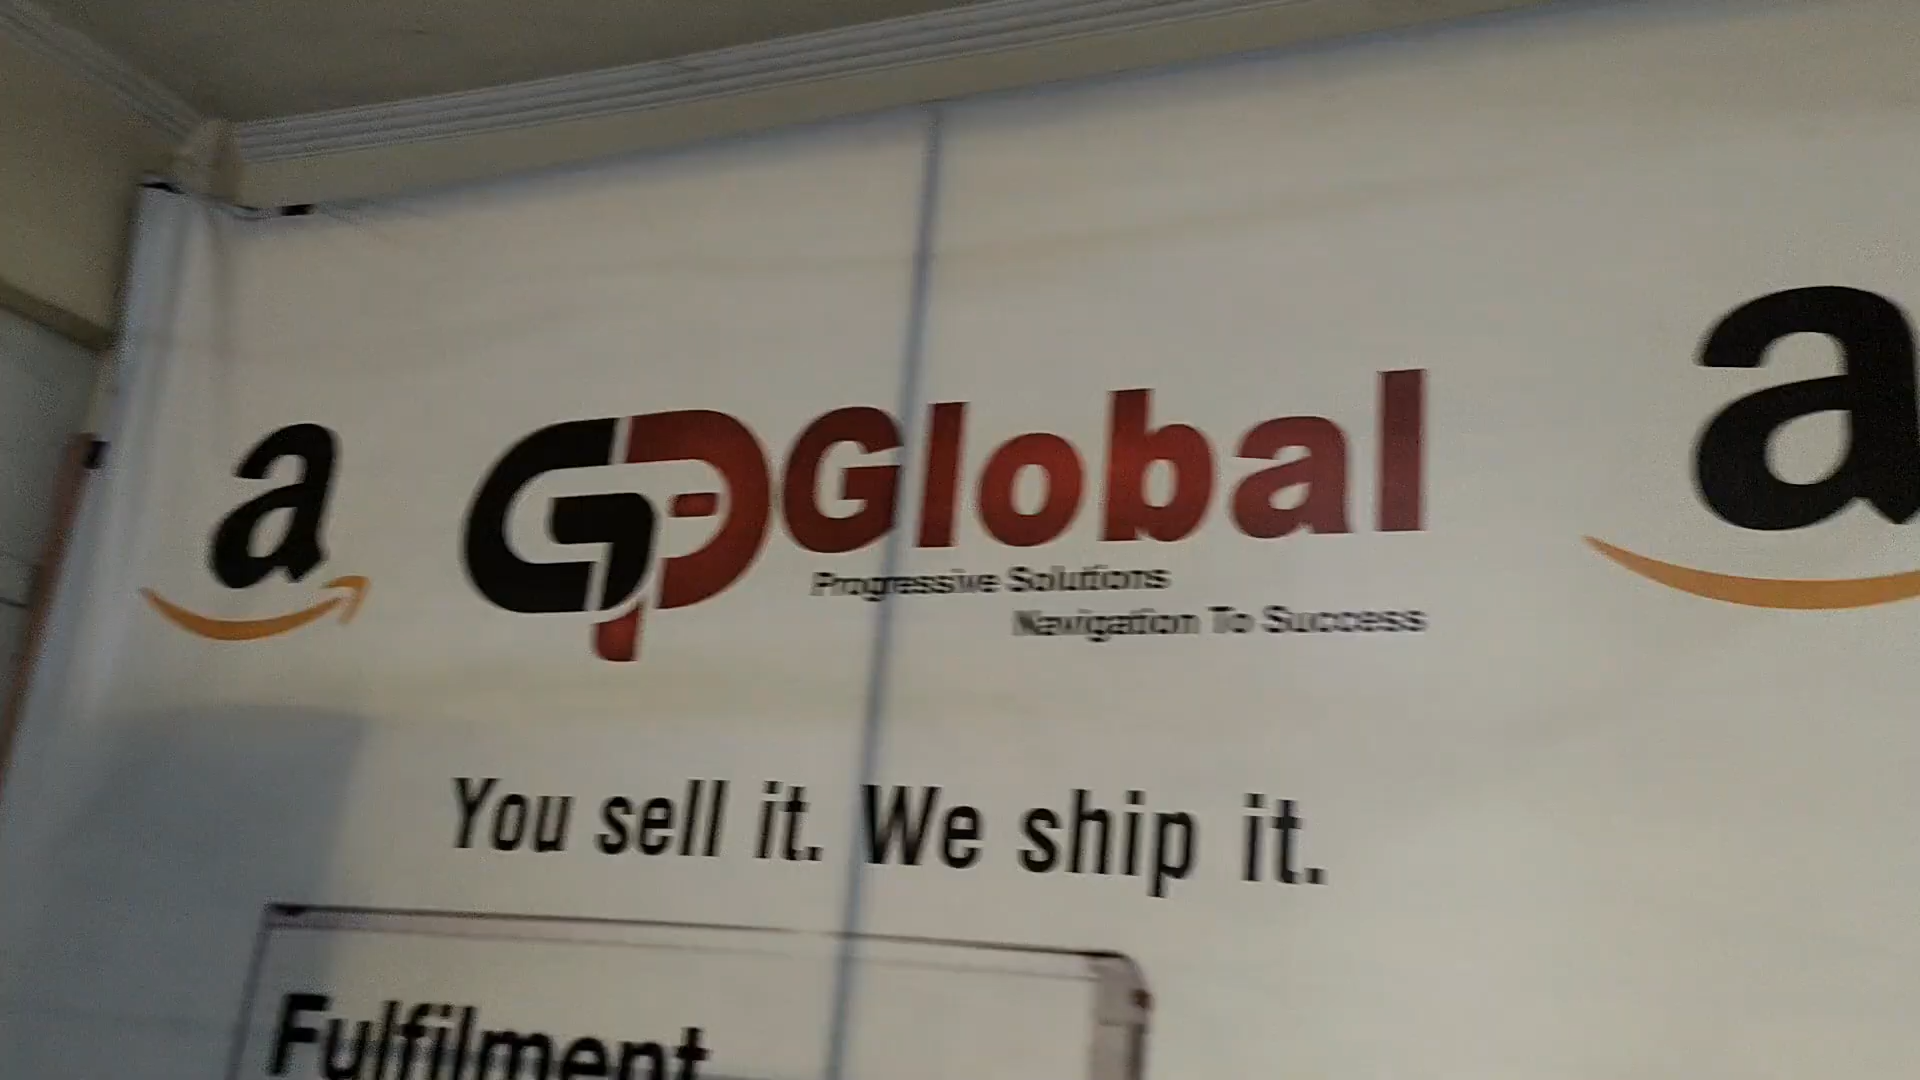 a
GP Global
a
Progressive Solutions
Navigation To Success
You sell it. We ship it.
Fulfilment